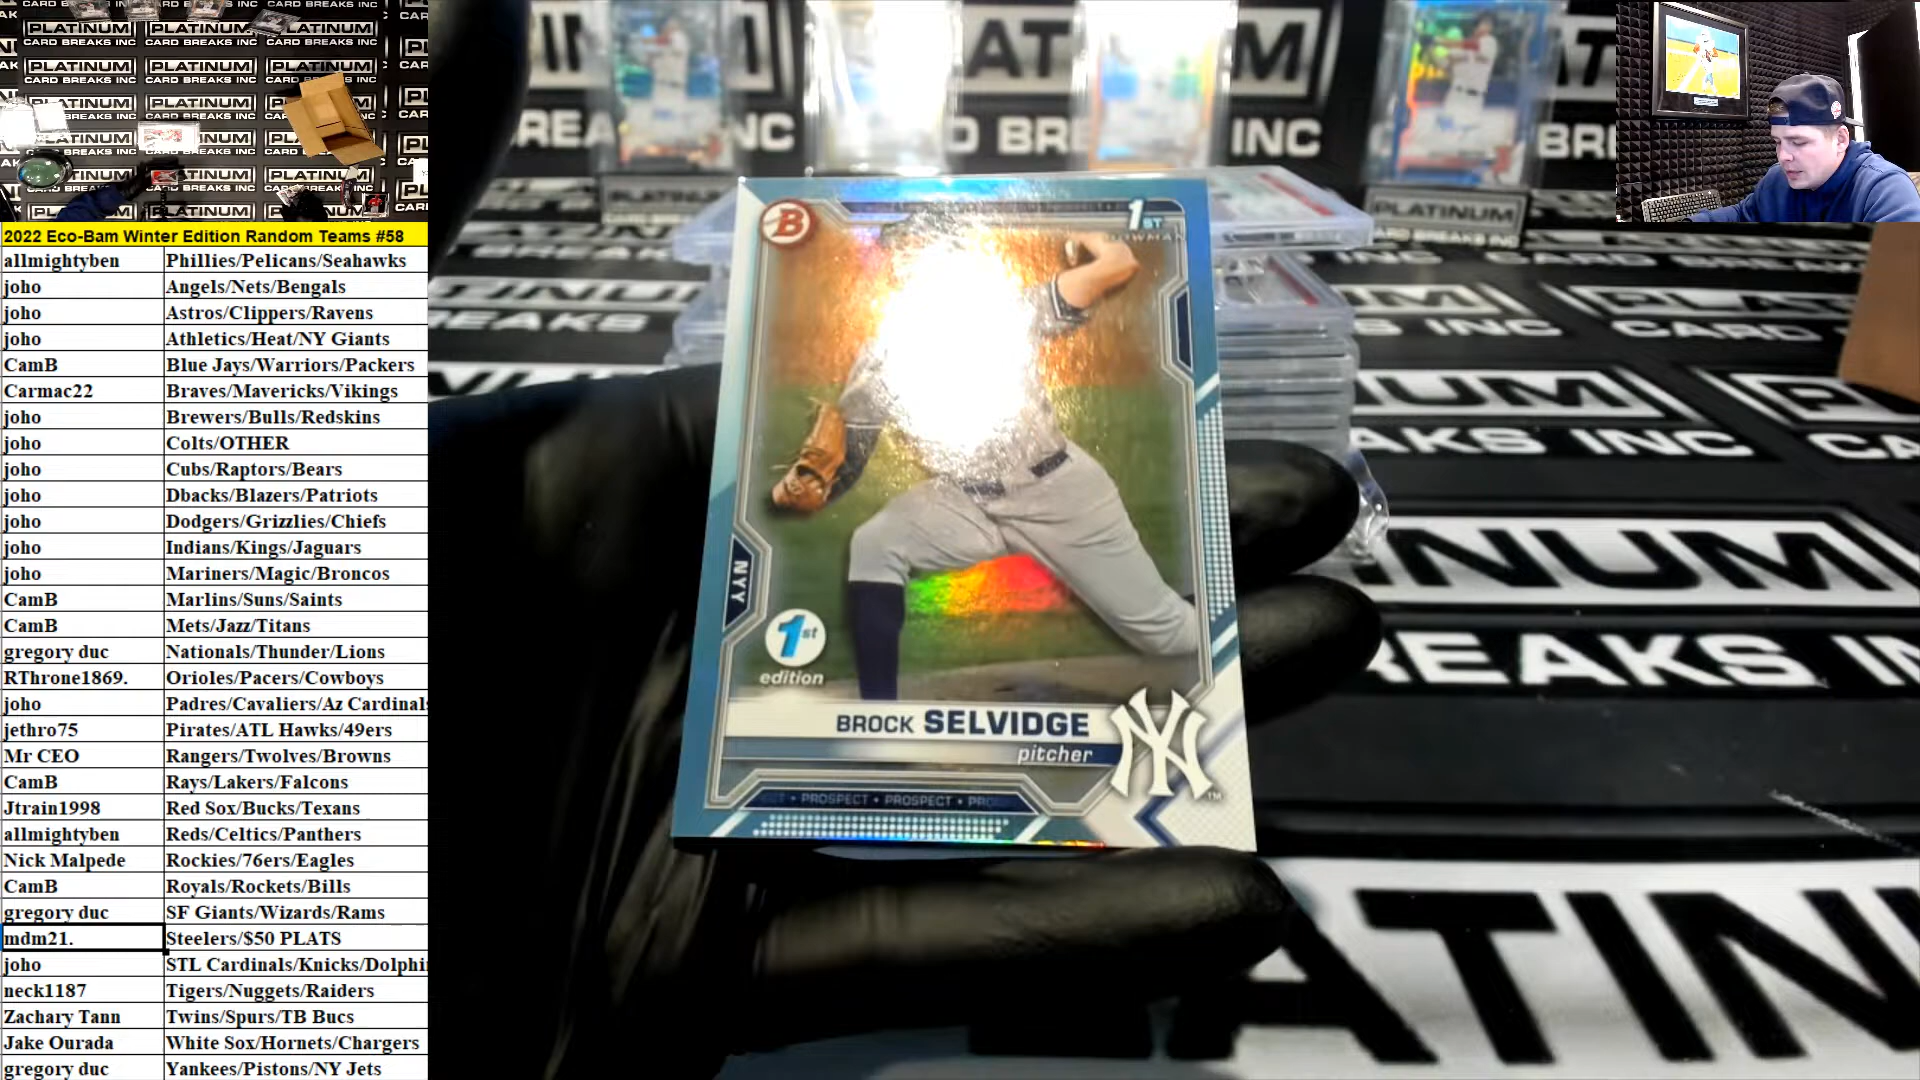 2022 Eco-Bam Winter Edition Random Teams #58
allmightyben Phillies/Pelicans/Seahawks
joho Angels/Nets/Bengals
joho Astros/Clippers/Ravens
joho Athletics/Heat/NY Giants
CamB Blue Jays/Warriors/Packers
Carmac22 Braves/Mavericks/Vikings
joho Brewers/Bulls/Redskins
joho Colts/OTHER
joho Cubs/Raptors/Bears
joho Dbacks/Blazers/Patriots
joho Dodgers/Grizzlies/Chiefs
joho Indians/Kings/Jaguars
joho Mariners/Magic/Broncos
CamB Marlins/Suns/Saints
CamB Mets/Jazz/Titans
gregory duc Nationals/Thunder/Lions
RThrone1869. Orioles/Pacers/Cowboys
joho Padres/Cavaliers/Az Cardinals
jethro75 Pirates/ATL Hawks/49ers
Mr CEO Rangers/Twolves/Browns
CamB Rays/Lakers/Falcons
Jtrain1998 Red Sox/Bucks/Texans
allmightyben Reds/Celtics/Panthers
Nick Malpede Rockies/76ers/Eagles
CamB Royals/Rockets/Bills
gregory duc SF Giants/Wizards/Rams
mdm21. Steelers/$50 PLATS
joho STL Cardinals/Knicks/Dolphi
neck1187 Tigers/Nuggets/Raiders
Zachary Tann Twins/Spurs/TB Bucs
Jake Ourada White Sox/Hornets/Chargers
gregory duc Yankees/Pistons/NY Jets
PLATINUM
CARD BREAKS INC
B
1ST
BOWMAN
NYY
1st
edition
BROCK SELVIDGE
pitcher
NY
PROSPECT • PROSPECT
PLATINUM